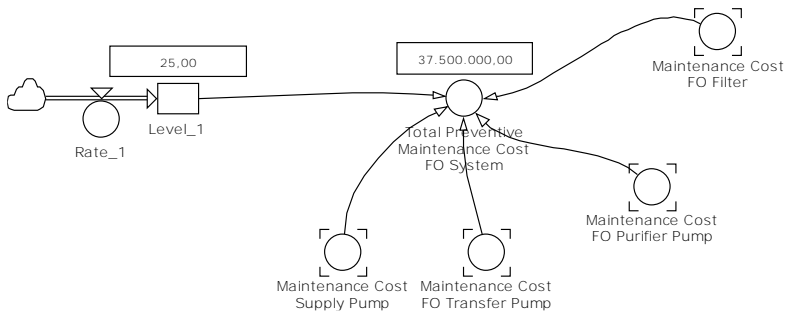 25,00
37.500.000,00
Maintenance Cost
FO Filter
Level_1
Rate_1
Total Preventive
Maintenance Cost
FO System
Maintenance Cost
FO Purifier Pump
Maintenance Cost
Supply Pump
Maintenance Cost
FO Transfer Pump